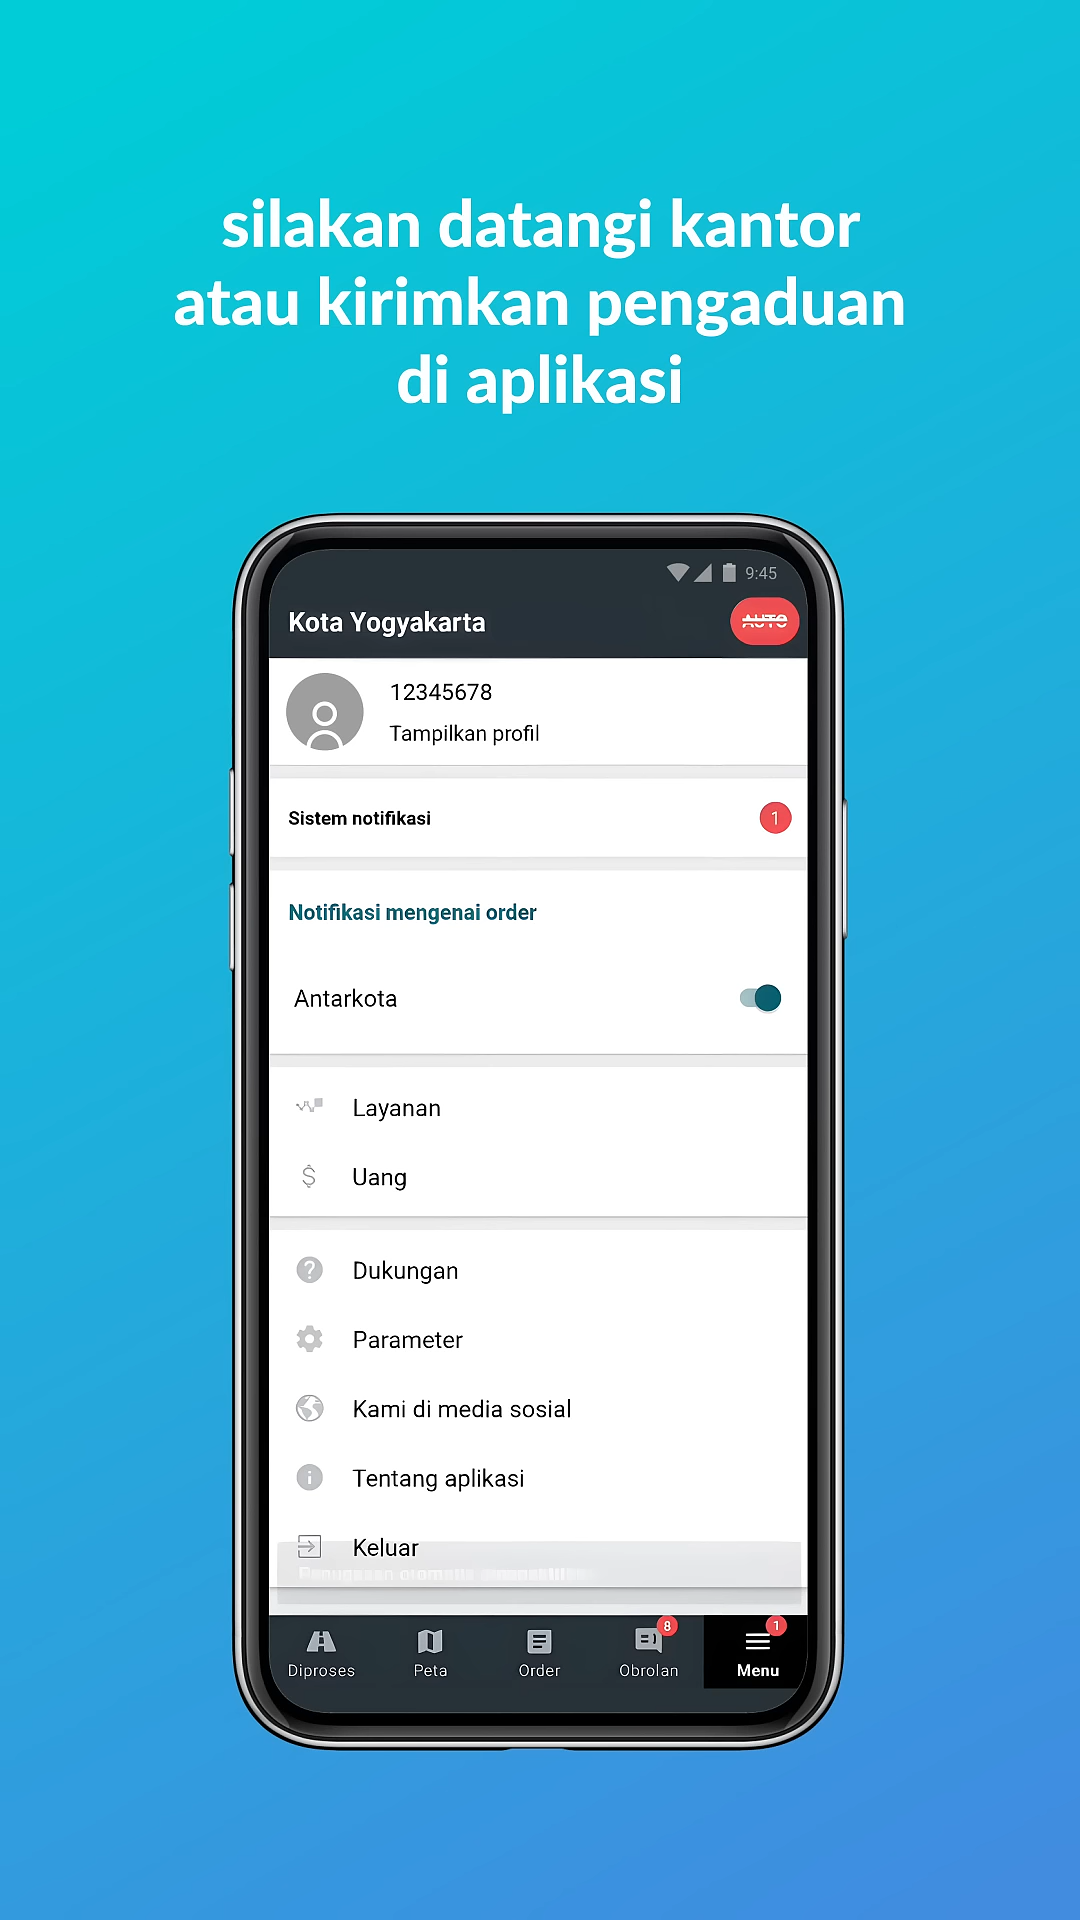 silakan datangi kantor
atau kirimkan pengaduan
di aplikasi
9:45
Kota Yogyakarta
AUTO
12345678
Tampilkan profil
Sistem notifikasi
1
Notifikasi mengenai order
Antarkota
Layanan
Uang
Dukungan
Parameter
Kami di media sosial
Tentang aplikasi
Keluar
8
1
Diproses
Peta
Order
Obrolan
Menu